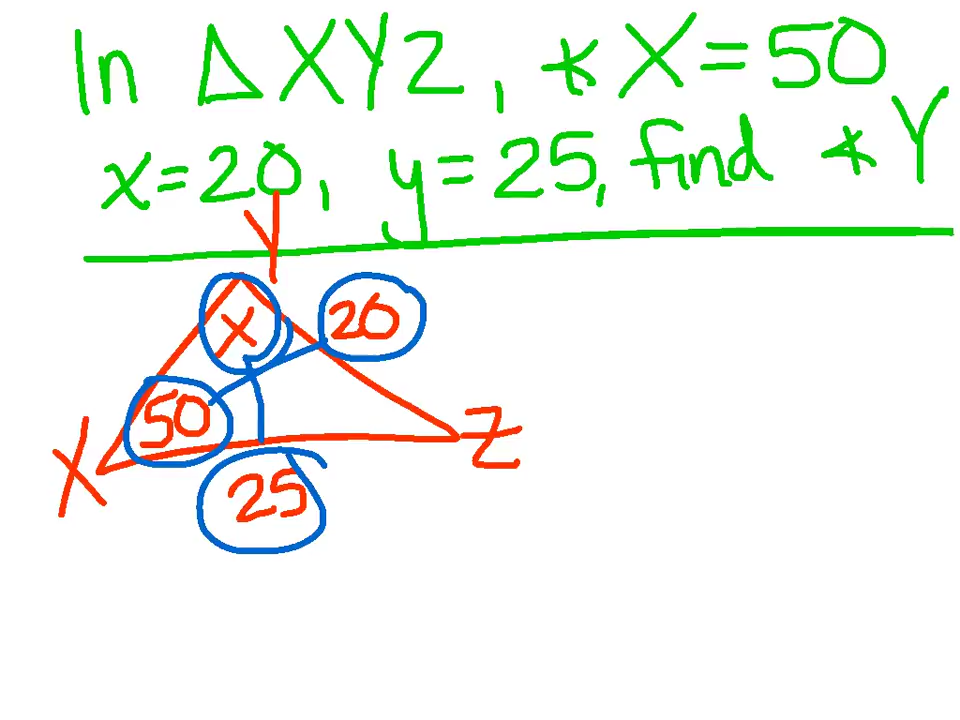 In ΔXYZ, ∡X=50
x=20, y=25, find ∡Y
Y
x
20
50
X
Z
25